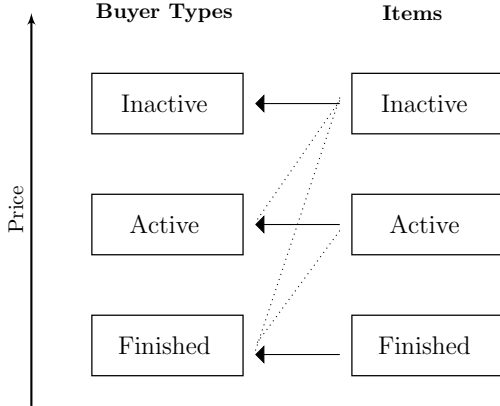 Buyer Types Items
Inactive Inactive
Price
Active Active
Finished Finished